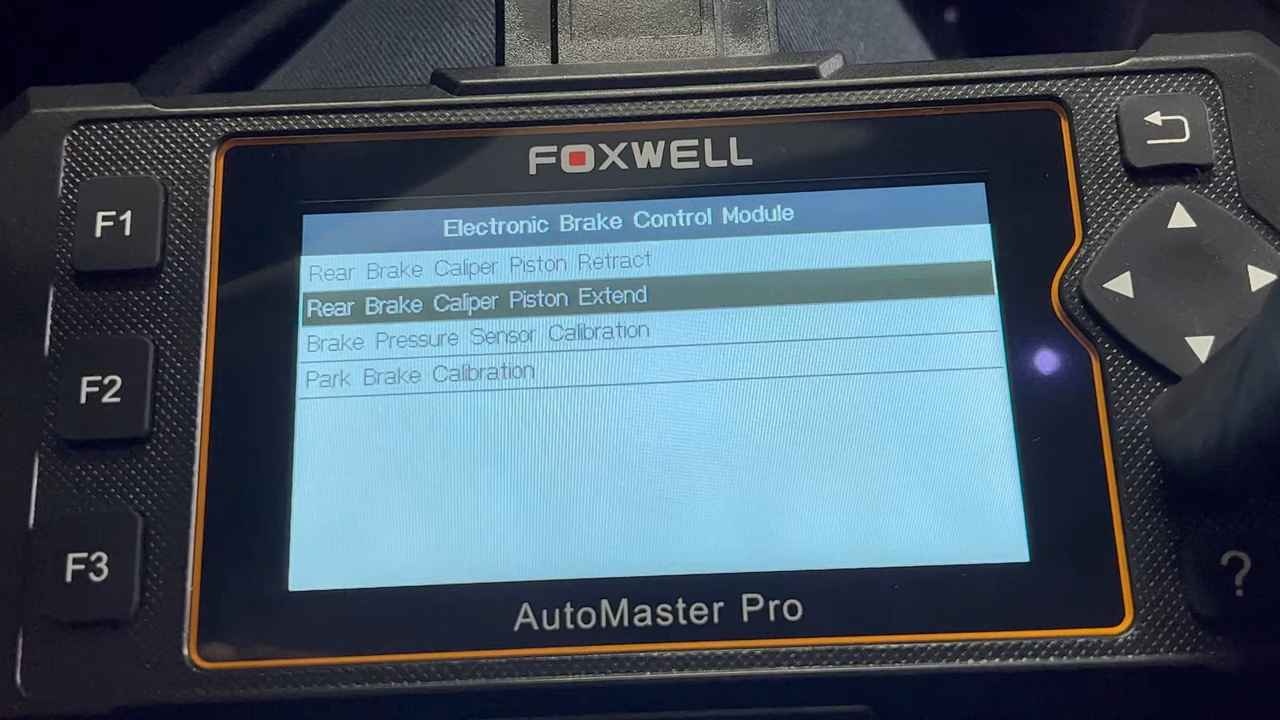 FOXWELL
F1
F2
F3
Electronic Brake Control Module
Rear Brake Caliper Piston Retract
Rear Brake Caliper Piston Extend
Brake Pressure Sensor Calibration
Park Brake Calibration
?
AutoMaster Pro